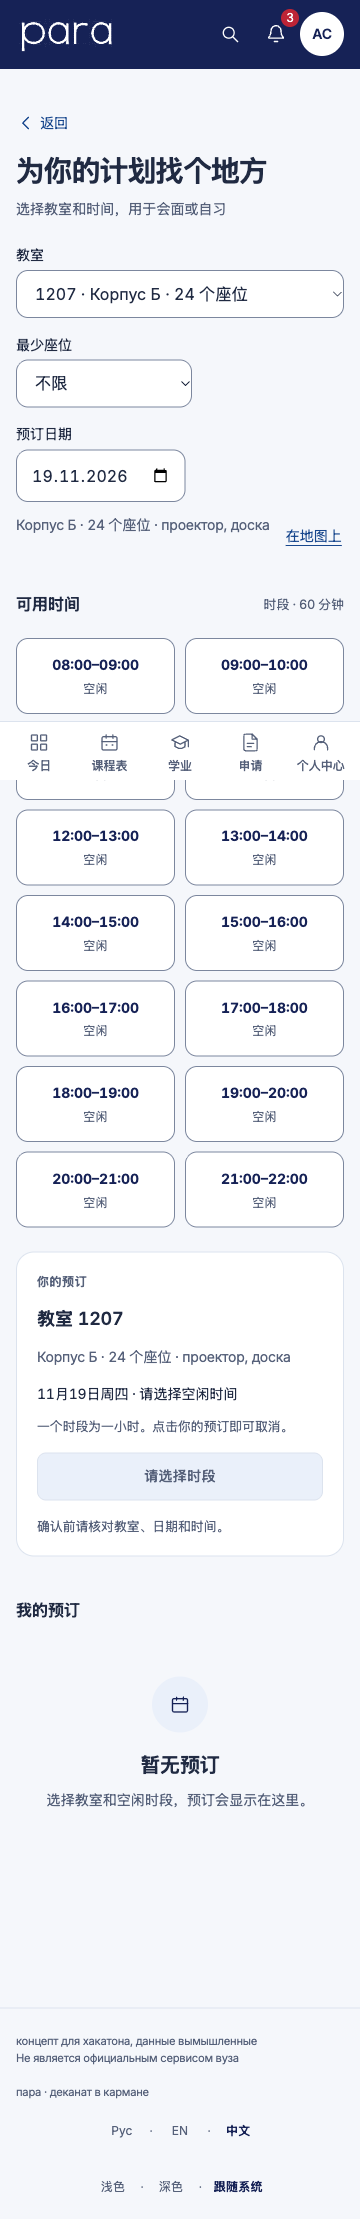 para
3
AC
返回
为你的计划找个地方
选择教室和时间，用于会面或自习
教室
1207 · Корпус Б · 24 个座位
最少座位
不限
预订日期
19.11.2026
Корпус Б · 24 个座位 · проектор, доска
在地图上
可用时间
时段 · 60 分钟
08:00–09:00
空闲
09:00–10:00
空闲
今日
课程表
学业
申请
个人中心
12:00–13:00
空闲
13:00–14:00
空闲
14:00–15:00
空闲
15:00–16:00
空闲
16:00–17:00
空闲
17:00–18:00
空闲
18:00–19:00
空闲
19:00–20:00
空闲
20:00–21:00
空闲
21:00–22:00
空闲
你的预订
教室 1207
Корпус Б · 24 个座位 · проектор, доска
11月19日周四 · 请选择空闲时间
一个时段为一小时。点击你的预订即可取消。
请选择时段
确认前请核对教室、日期和时间。
我的预订
暂无预订
选择教室和空闲时段，预订会显示在这里。
концепт для хакатона, данные вымышленные
Не является официальным сервисом вуза
пара · деканат в кармане
Рус · EN · 中文
浅色 · 深色 · 跟随系统